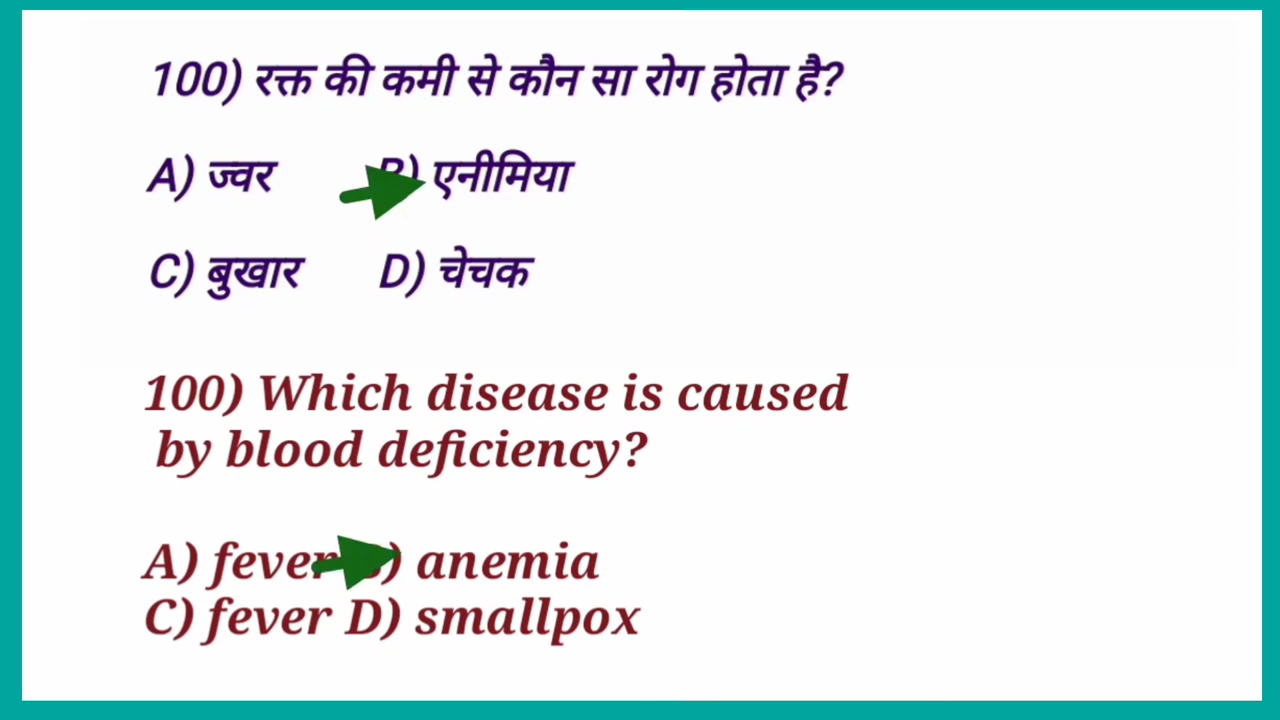 100) रक्त की कमी से कौन सा रोग होता है?
A) ज्वर B) एनीमिया
C) बुखार D) चेचक
100) Which disease is caused
by blood deficiency?
A) fever B) anemia
C) fever D) smallpox